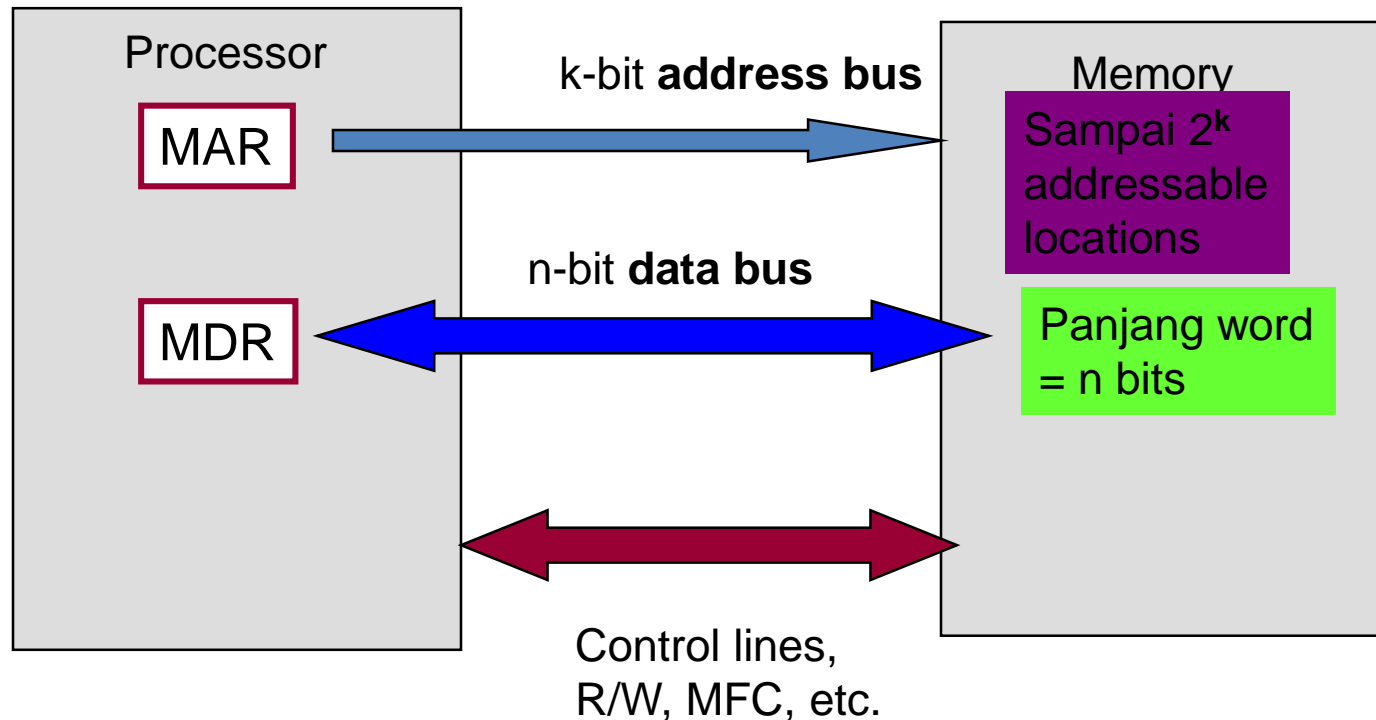 Processor
MAR
MDR
k-bit address bus
n-bit data bus
Control lines,
R/W, MFC, etc.
Memory
Sampai 2ᵏ
addressable
locations
Panjang word
= n bits